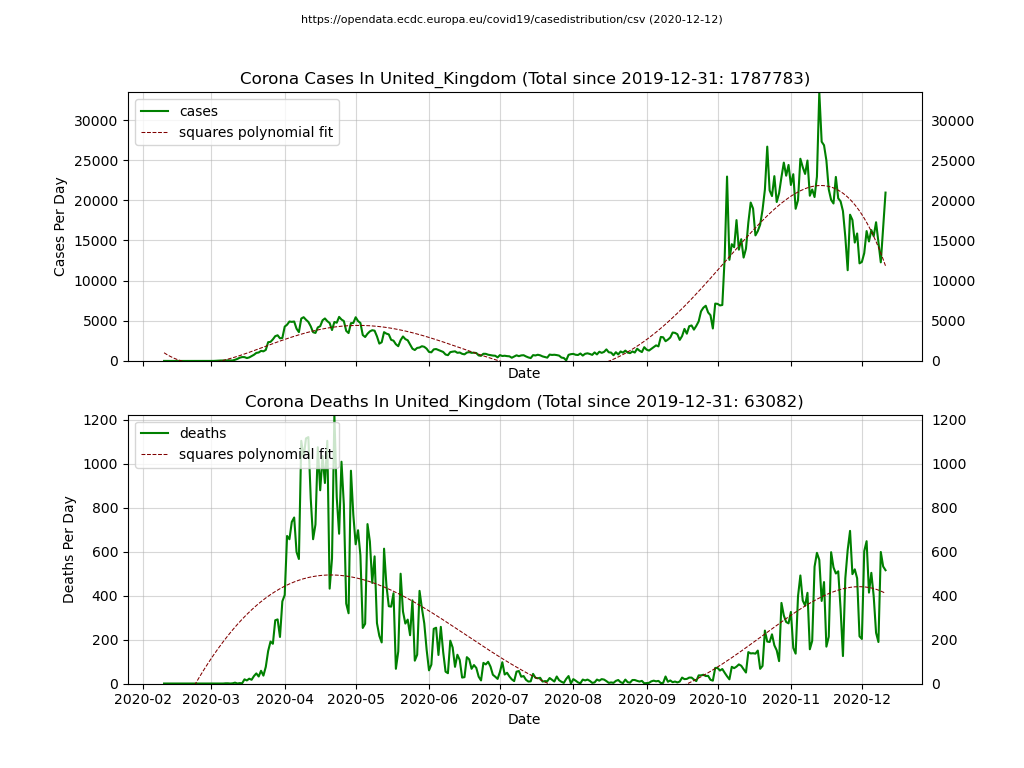 https://opendata.ecdc.europa.eu/covid19/casedistribution/csv (2020-12-12)
Corona Cases In United_Kingdom (Total since 2019-12-31: 1787783)
cases
squares polynomial fit
Cases Per Day
30000
25000
20000
15000
10000
5000
0
30000
25000
20000
15000
10000
5000
0
Date
Corona Deaths In United_Kingdom (Total since 2019-12-31: 63082)
deaths
squares polynomial fit
Deaths Per Day
1200
1000
800
600
400
200
0
1200
1000
800
600
400
200
0
2020-02 2020-03 2020-04 2020-05 2020-06 2020-07 2020-08 2020-09 2020-10 2020-11 2020-12
Date